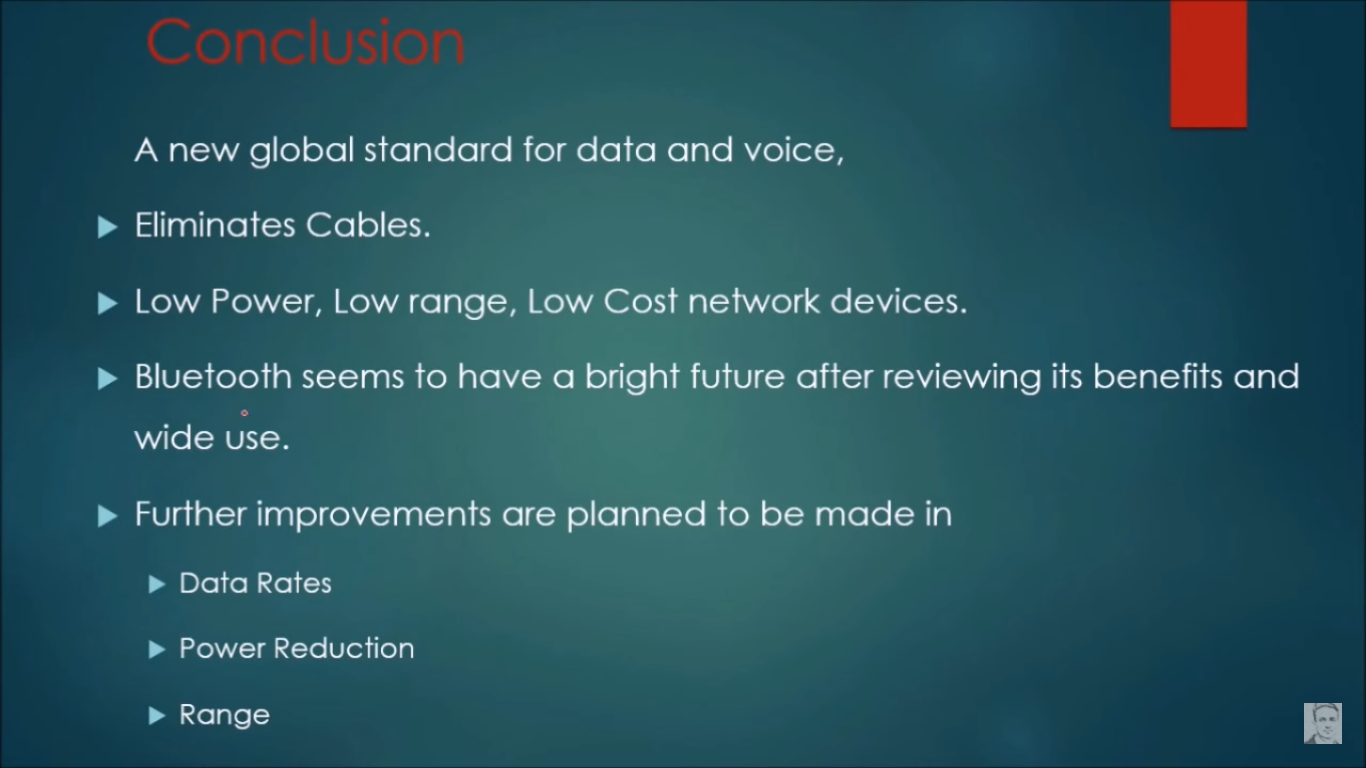 Conclusion
A new global standard for data and voice,
Eliminates Cables.
Low Power, Low range, Low Cost network devices.
Bluetooth seems to have a bright future after reviewing its benefits and
wide use.
Further improvements are planned to be made in
Data Rates
Power Reduction
Range